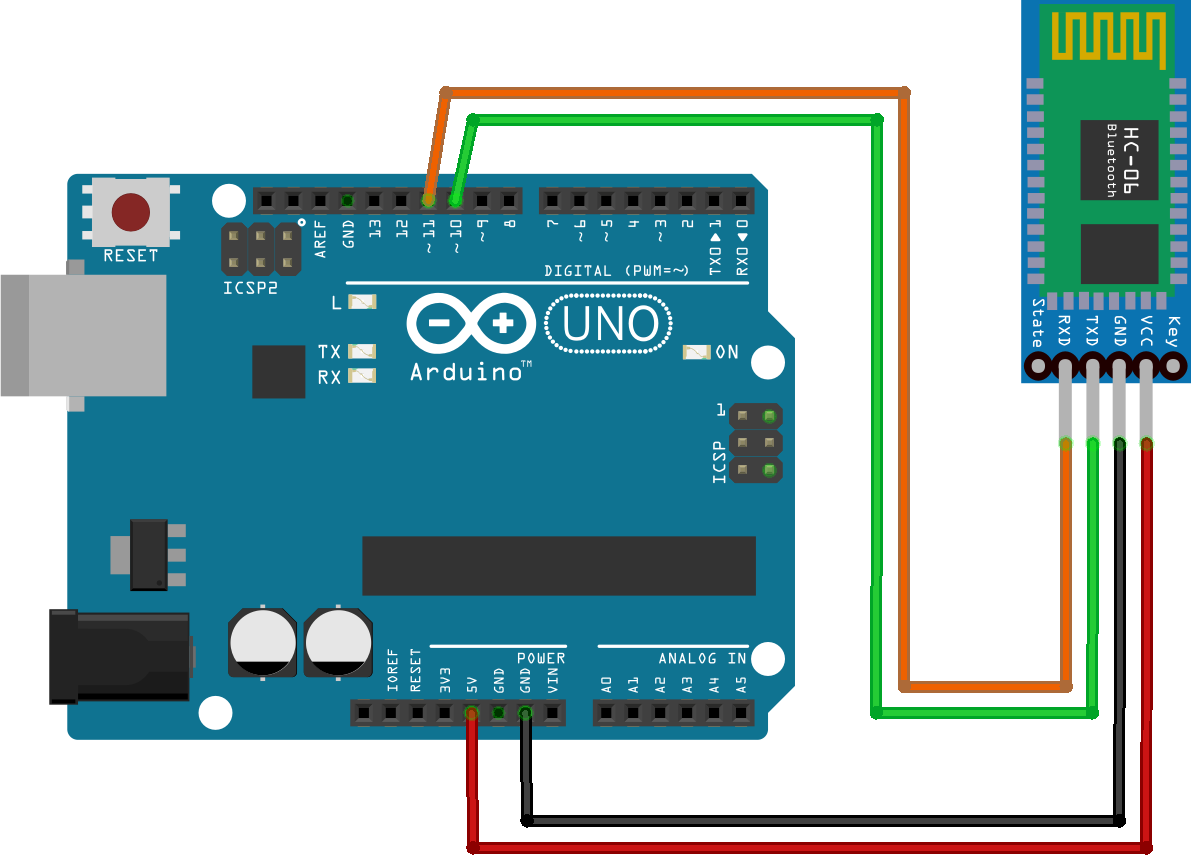 HC-06
Bluetooth
State
RXD
TXD
GND
VCC
Key
RESET
ICSP2
AREF
GND
13
12
~11
~10
~9
8
7
~6
~5
4
~3
2
TX0▶1
RX0◀0
DIGITAL (PWM=~)
L
TX
RX
UNO
Arduino™
ON
1
ICSP
IOREF
RESET
3V3
5V
GND
GND
VIN
POWER
ANALOG IN
A0
A1
A2
A3
A4
A5